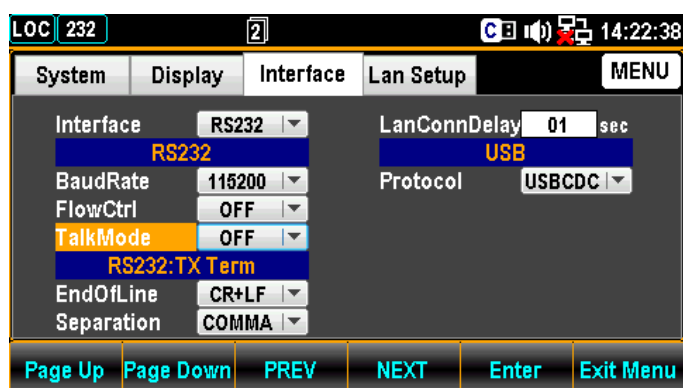 LOC 232 2 C 14:22:38
System Display Interface Lan Setup MENU
Interface RS232 LanConnDelay 01 sec
RS232 USB
BaudRate 115200 Protocol USBCDC
FlowCtrl OFF
TalkMode OFF
RS232:TX Term
EndOfLine CR+LF
Separation COMMA
Page Up Page Down PREV NEXT Enter Exit Menu